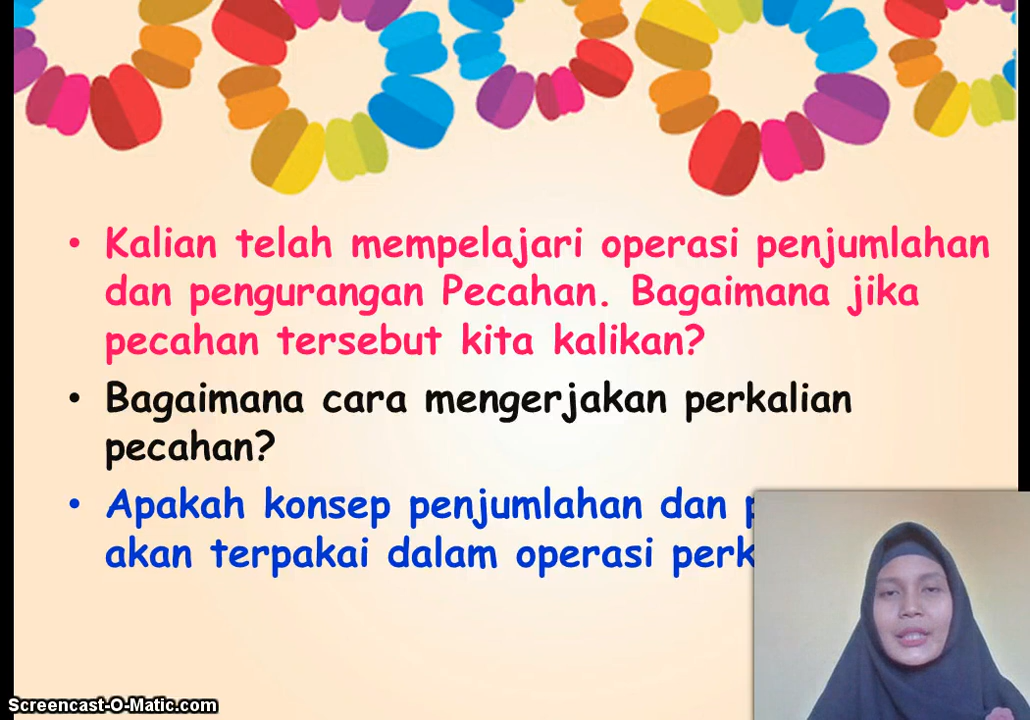 • Kalian telah mempelajari operasi penjumlahan
dan pengurangan Pecahan. Bagaimana jika
pecahan tersebut kita kalikan?
• Bagaimana cara mengerjakan perkalian
pecahan?
• Apakah konsep penjumlahan dan
akan terpakai dalam operasi
Screencast-O-Matic.com